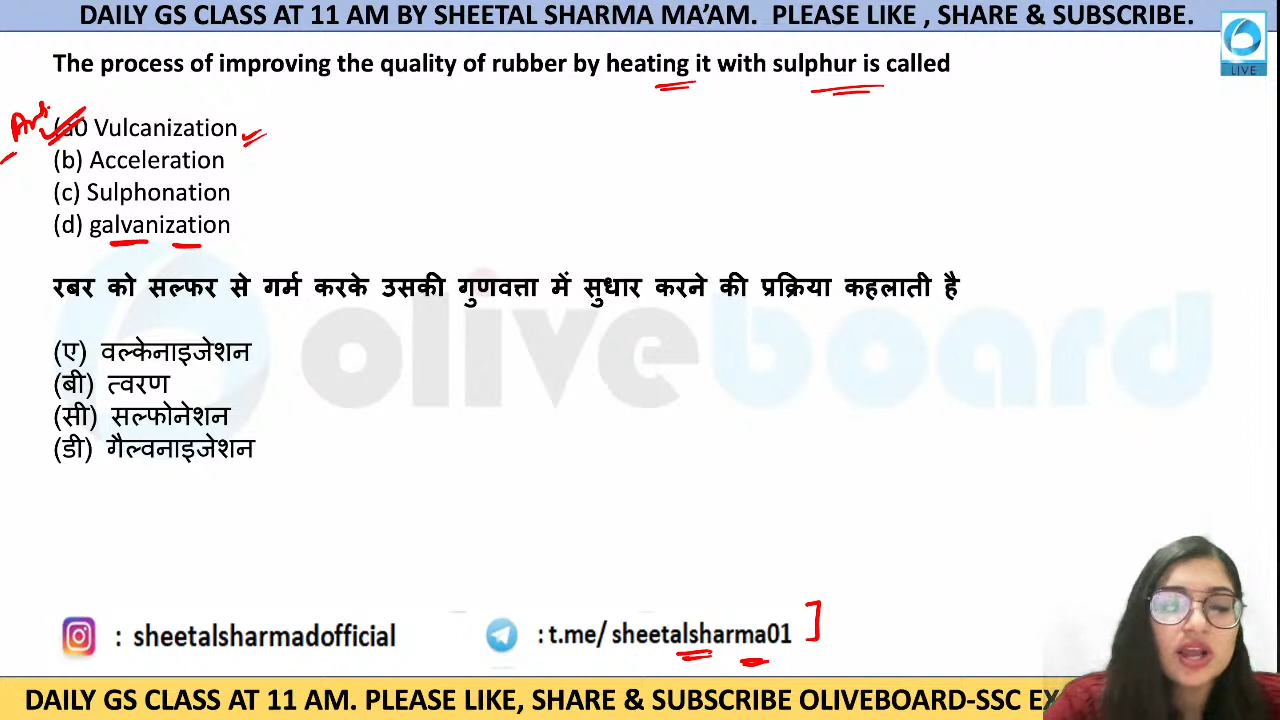 DAILY GS CLASS AT 11 AM BY SHEETAL SHARMA MA’AM. PLEASE LIKE , SHARE & SUBSCRIBE.
LIVE
The process of improving the quality of rubber by heating it with sulphur is called
Ans.
(a0 Vulcanization
(b) Acceleration
(c) Sulphonation
(d) galvanization
रबर को सल्फर से गर्म करके उसकी गुणवत्ता में सुधार करने की प्रक्रिया कहलाती है
(ए) वल्केनाइजेशन
(बी) त्वरण
(सी) सल्फोनेशन
(डी) गैल्वनाइजेशन
oliveboard
: sheetalsharmadofficial
: t.me/ sheetalsharma01
DAILY GS CLASS AT 11 AM. PLEASE LIKE, SHARE & SUBSCRIBE OLIVEBOARD-SSC EX